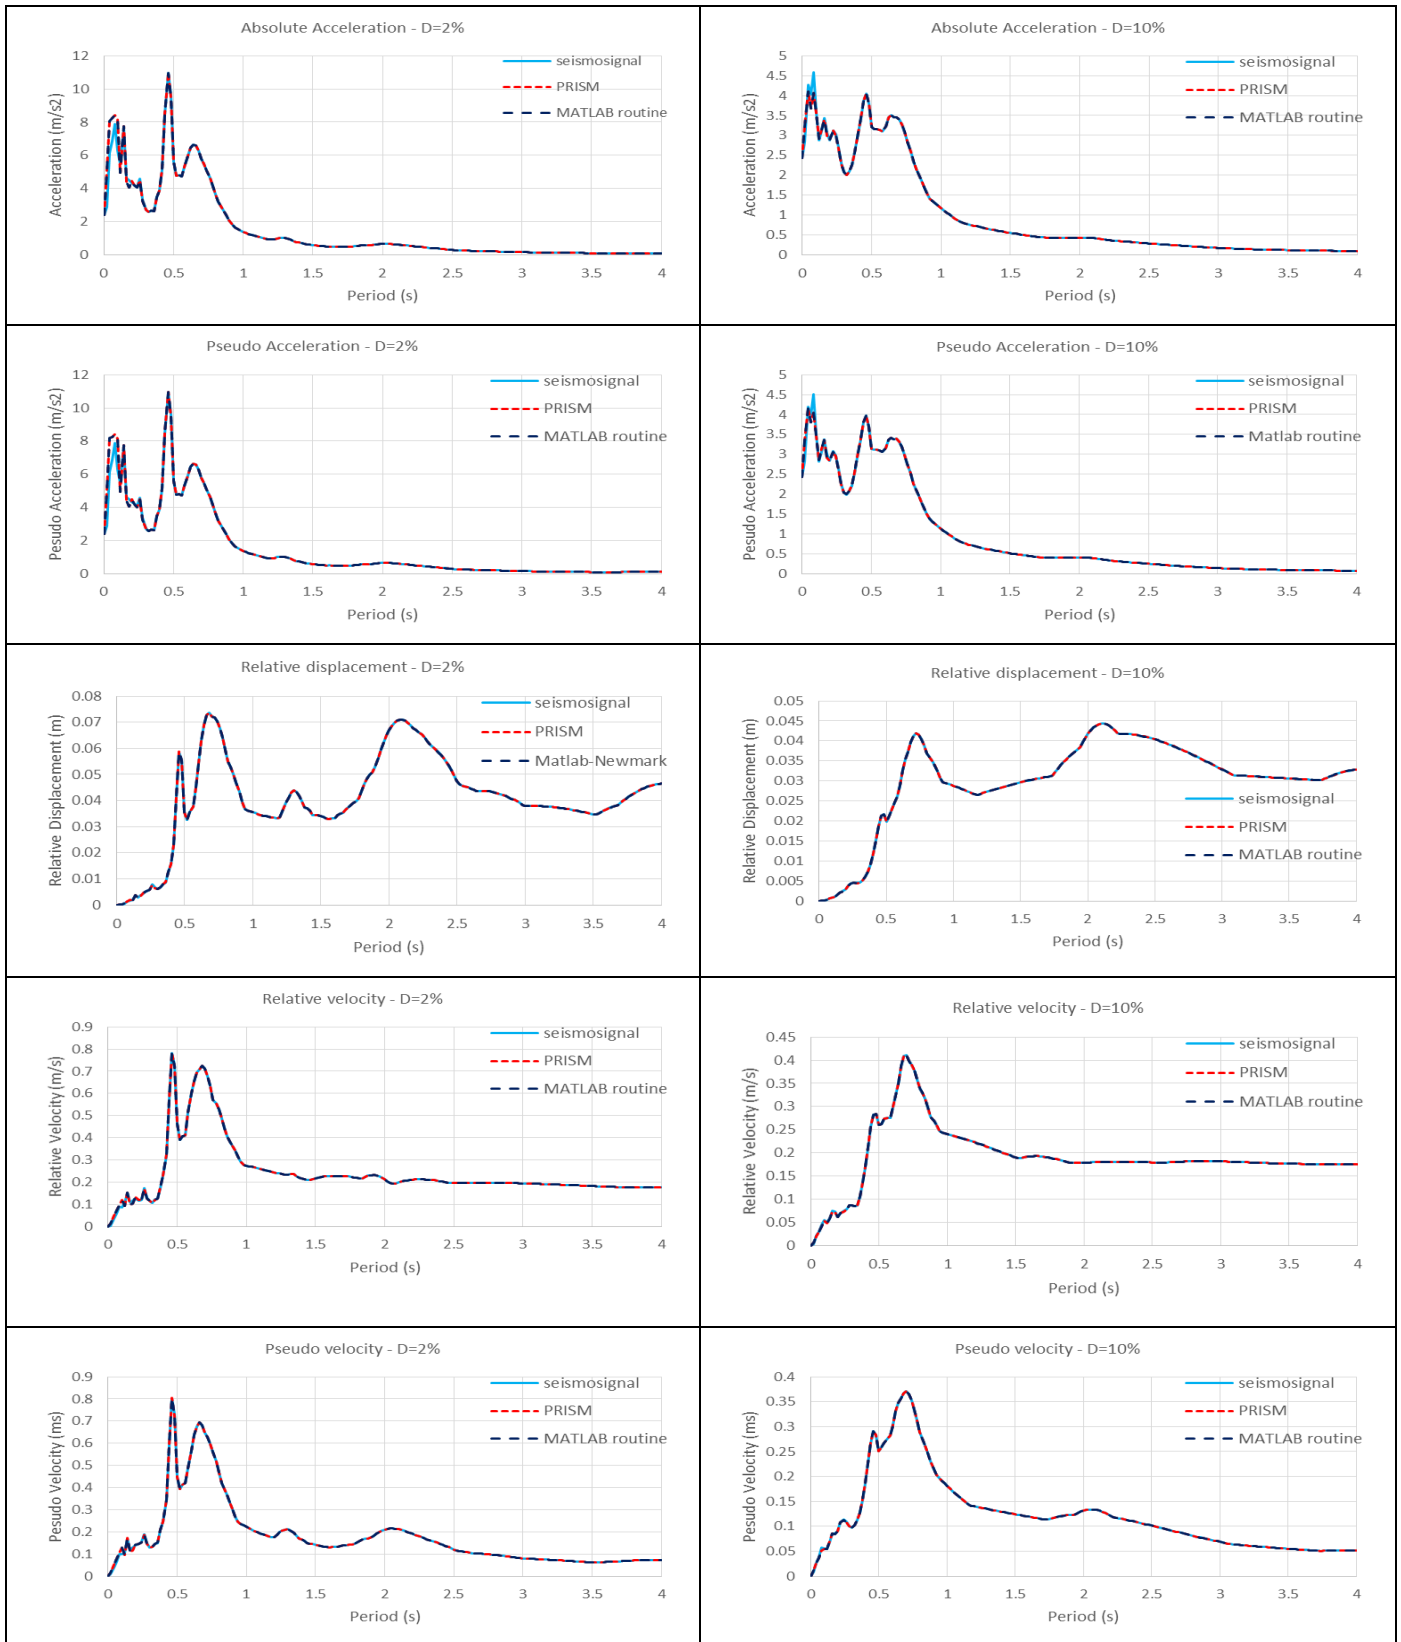 Absolute Acceleration - D=2%
Acceleration (m/s2)
12
10
8
6
4
2
0
seismosignal
PRISM
MATLAB routine
0 0.5 1 1.5 2 2.5 3 3.5 4
Period (s)
Absolute Acceleration - D=10%
Acceleration (m/s2)
5
4.5
4
3.5
3
2.5
2
1.5
1
0.5
0
seismosignal
PRISM
MATLAB routine
0 0.5 1 1.5 2 2.5 3 3.5 4
Period (s)
Pseudo Acceleration - D=2%
Pesudo Acceleration (m/s2)
12
10
8
6
4
2
0
seismosignal
PRISM
MATLAB routine
0 0.5 1 1.5 2 2.5 3 3.5 4
Period (s)
Pseudo Acceleration - D=10%
Pesudo Acceleration (m/s2)
5
4.5
4
3.5
3
2.5
2
1.5
1
0.5
0
seismosignal
PRISM
Matlab routine
0 0.5 1 1.5 2 2.5 3 3.5 4
Period (s)
Relative displacement - D=2%
Relative Displacement (m)
0.08
0.07
0.06
0.05
0.04
0.03
0.02
0.01
0
seismosignal
PRISM
Matlab-Newmark
0 0.5 1 1.5 2 2.5 3 3.5 4
Period (s)
Relative displacement - D=10%
Relative Displacement (m)
0.05
0.045
0.04
0.035
0.03
0.025
0.02
0.015
0.01
0.005
0
seismosignal
PRISM
MATLAB routine
0 0.5 1 1.5 2 2.5 3 3.5 4
Period (s)
Relative velocity - D=2%
Relative Velocity (m/s)
0.9
0.8
0.7
0.6
0.5
0.4
0.3
0.2
0.1
0
seismosignal
PRISM
MATLAB routine
0 0.5 1 1.5 2 2.5 3 3.5 4
Period (s)
Relative velocity - D=10%
Relative Velocity (m/s)
0.45
0.4
0.35
0.3
0.25
0.2
0.15
0.1
0.05
0
seismosignal
PRISM
MATLAB routine
0 0.5 1 1.5 2 2.5 3 3.5 4
Period (s)
Pseudo velocity - D=2%
Pesudo Velocity (ms)
0.9
0.8
0.7
0.6
0.5
0.4
0.3
0.2
0.1
0
seismosignal
PRISM
MATLAB routine
0 0.5 1 1.5 2 2.5 3 3.5 4
Period (s)
Pseudo velocity - D=10%
Pesudo Velocity (ms)
0.4
0.35
0.3
0.25
0.2
0.15
0.1
0.05
0
seismosignal
PRISM
MATLAB routine
0 0.5 1 1.5 2 2.5 3 3.5 4
Period (s)